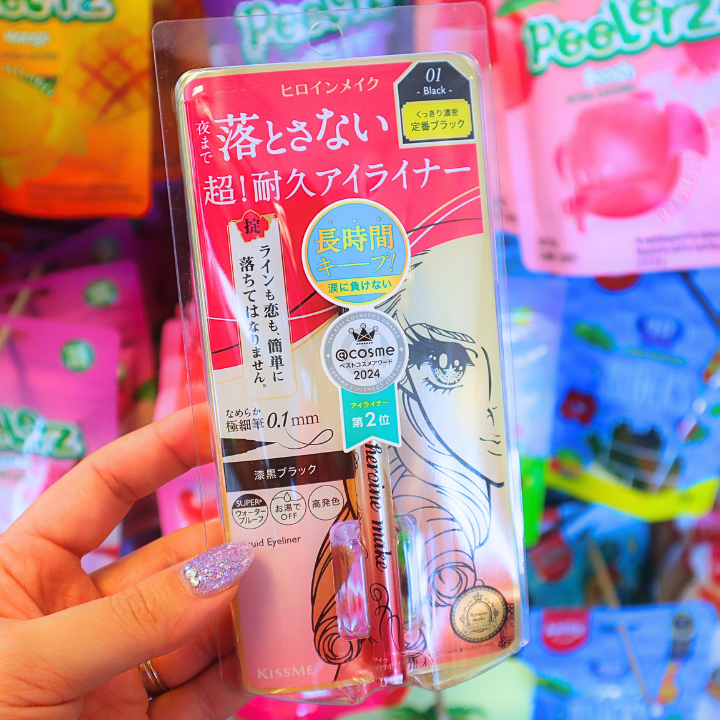 PEELERZ
Mango
PEELERZ
ヒロインメイク
01
- Black -
くっきり濃密
定番ブラック
夜まで
落とさない
超!耐久アイライナー
掟
ラインも恋も、簡単に
落ちてはなりません。
長時間
キープ!
涙に負けない
@cosme
ベストコスメアワード
2024
アイライナー
第2位
なめらか
極細筆0.1mm
漆黒ブラック
SUPER
ウォーター
プルーフ
お湯で
OFF
高発色
Liquid Eyeliner
heroine make
KISSME